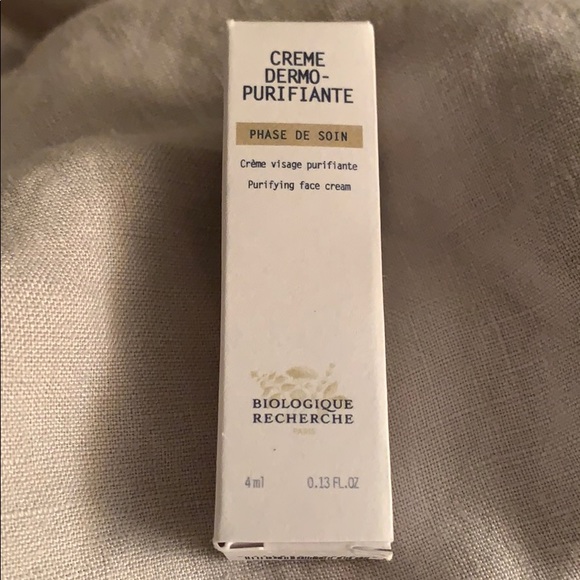 CREME
DERMO-
PURIFIANTE
PHASE DE SOIN
Crème visage purifiante
Purifying face cream
BIOLOGIQUE
RECHERCHE
PARIS
4 ml 0.13 FL.OZ